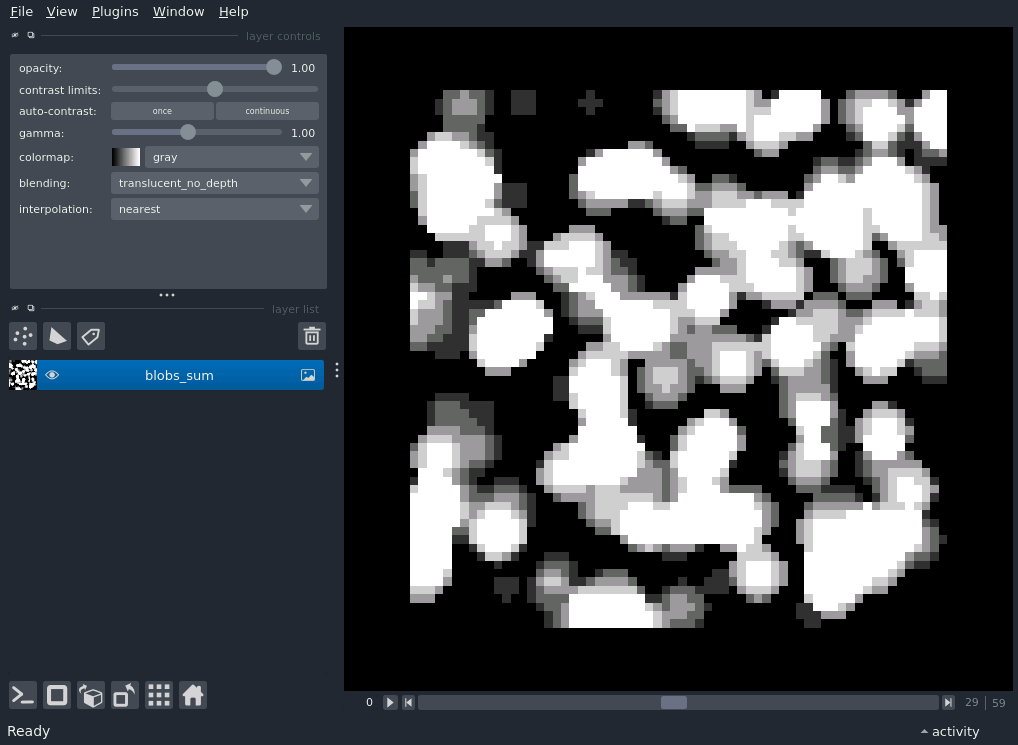 File View Plugins Window Help
layer controls
opacity: 1.00
contrast limits:
auto-contrast: once continuous
gamma: 1.00
colormap: gray
blending: translucent_no_depth
interpolation: nearest
layer list
blobs_sum
0 29 59
Ready activity